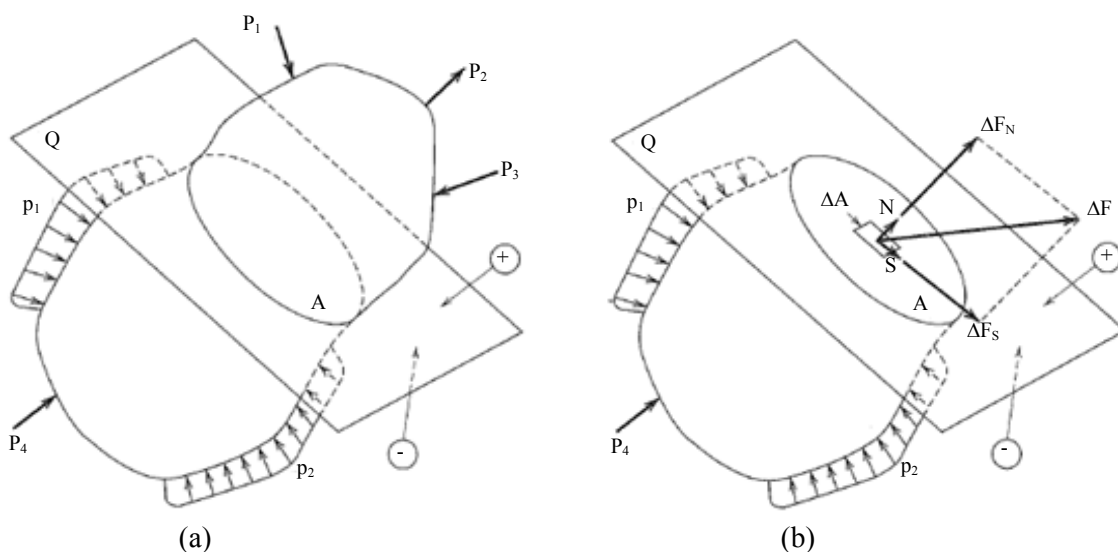 P1
P2
Q
P3
p1
A
+
P4
-
p2
(a)
Q
ΔFN
p1
ΔA
N
ΔF
S
+
A
ΔFS
P4
-
p2
(b)